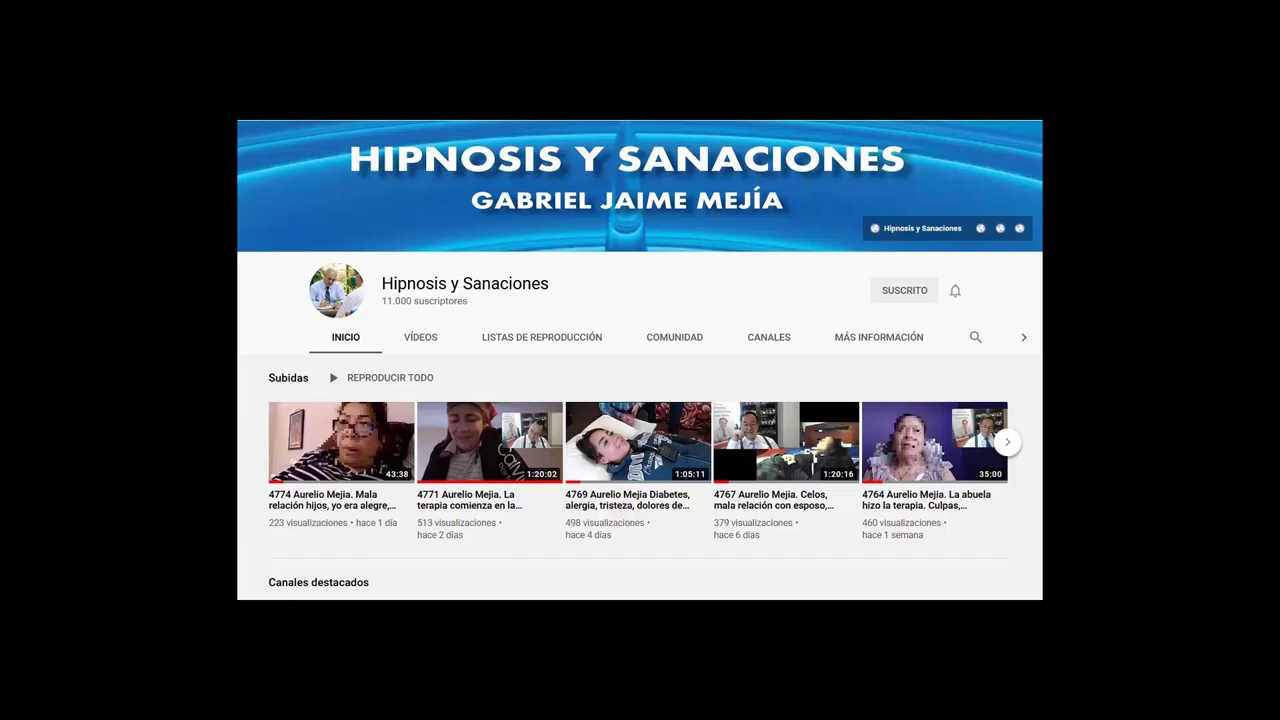 HIPNOSIS Y SANACIONES
GABRIEL JAIME MEJÍA
Hipnosis y Sanaciones
Hipnosis y Sanaciones
11.000 suscriptores
SUSCRITO
INICIO VÍDEOS LISTAS DE REPRODUCCIÓN COMUNIDAD CANALES MÁS INFORMACIÓN
Subidas REPRODUCIR TODO
43:38
4774 Aurelio Mejia. Mala
relación hijos, yo era alegre,...
223 visualizaciones • hace 1 día
1:20:02
4771 Aurelio Mejia. La
terapia comienza en la...
513 visualizaciones •
hace 2 días
1:05:11
4769 Aurelio Mejia Diabetes,
alergia, tristeza, dolores de...
498 visualizaciones •
hace 4 días
1:20:16
4767 Aurelio Mejia. Celos,
mala relación con esposo,...
379 visualizaciones •
hace 6 días
35:00
4764 Aurelio Mejia. La abuela
hizo la terapia. Culpas,...
460 visualizaciones •
hace 1 semana
Canales destacados